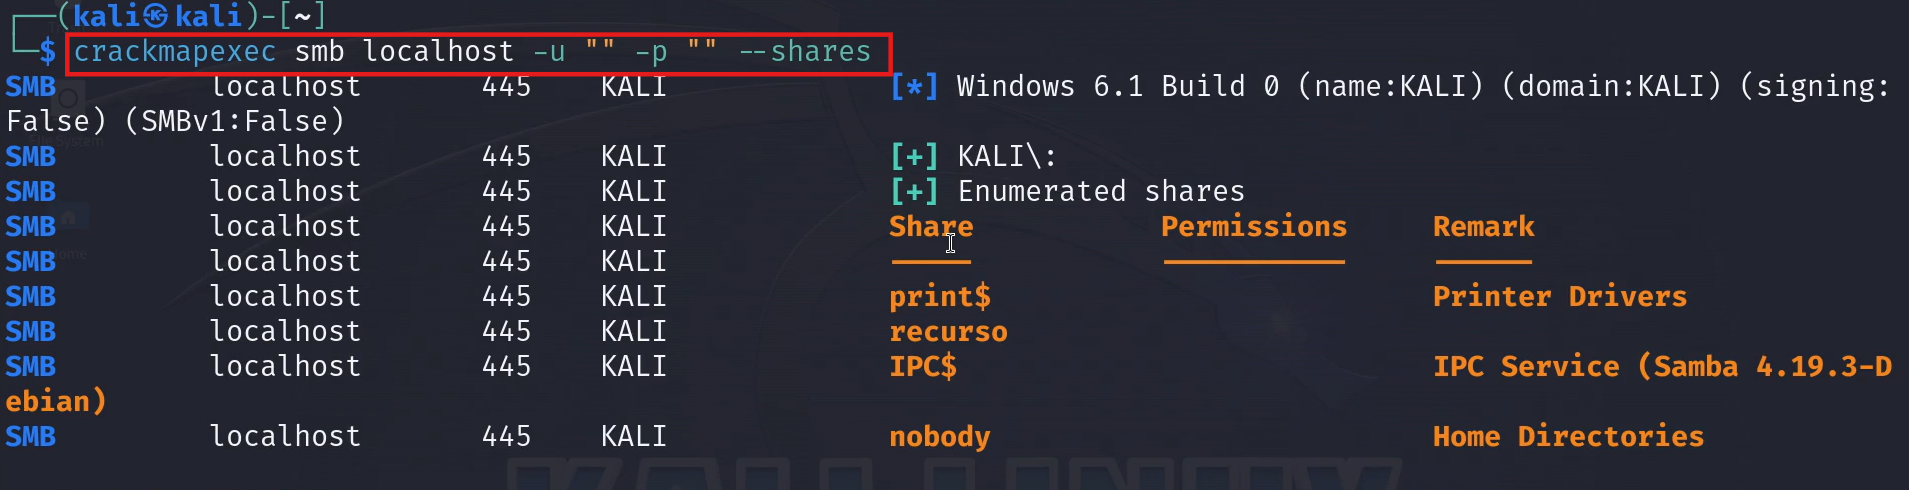 ┌──(kali㉿kali)-[~]
└─$ crackmapexec smb localhost -u "" -p "" --shares
SMB         localhost       445    KALI             [*] Windows 6.1 Build 0 (name:KALI) (domain:KALI) (signing:
False) (SMBv1:False)
SMB         localhost       445    KALI             [+] KALI\:
SMB         localhost       445    KALI             [+] Enumerated shares
SMB         localhost       445    KALI             Share           Permissions     Remark
SMB         localhost       445    KALI             -----           -----------     ------
SMB         localhost       445    KALI             print$                          Printer Drivers
SMB         localhost       445    KALI             recurso
SMB         localhost       445    KALI             IPC$                            IPC Service (Samba 4.19.3-D
ebian)
SMB         localhost       445    KALI             nobody                          Home Directories